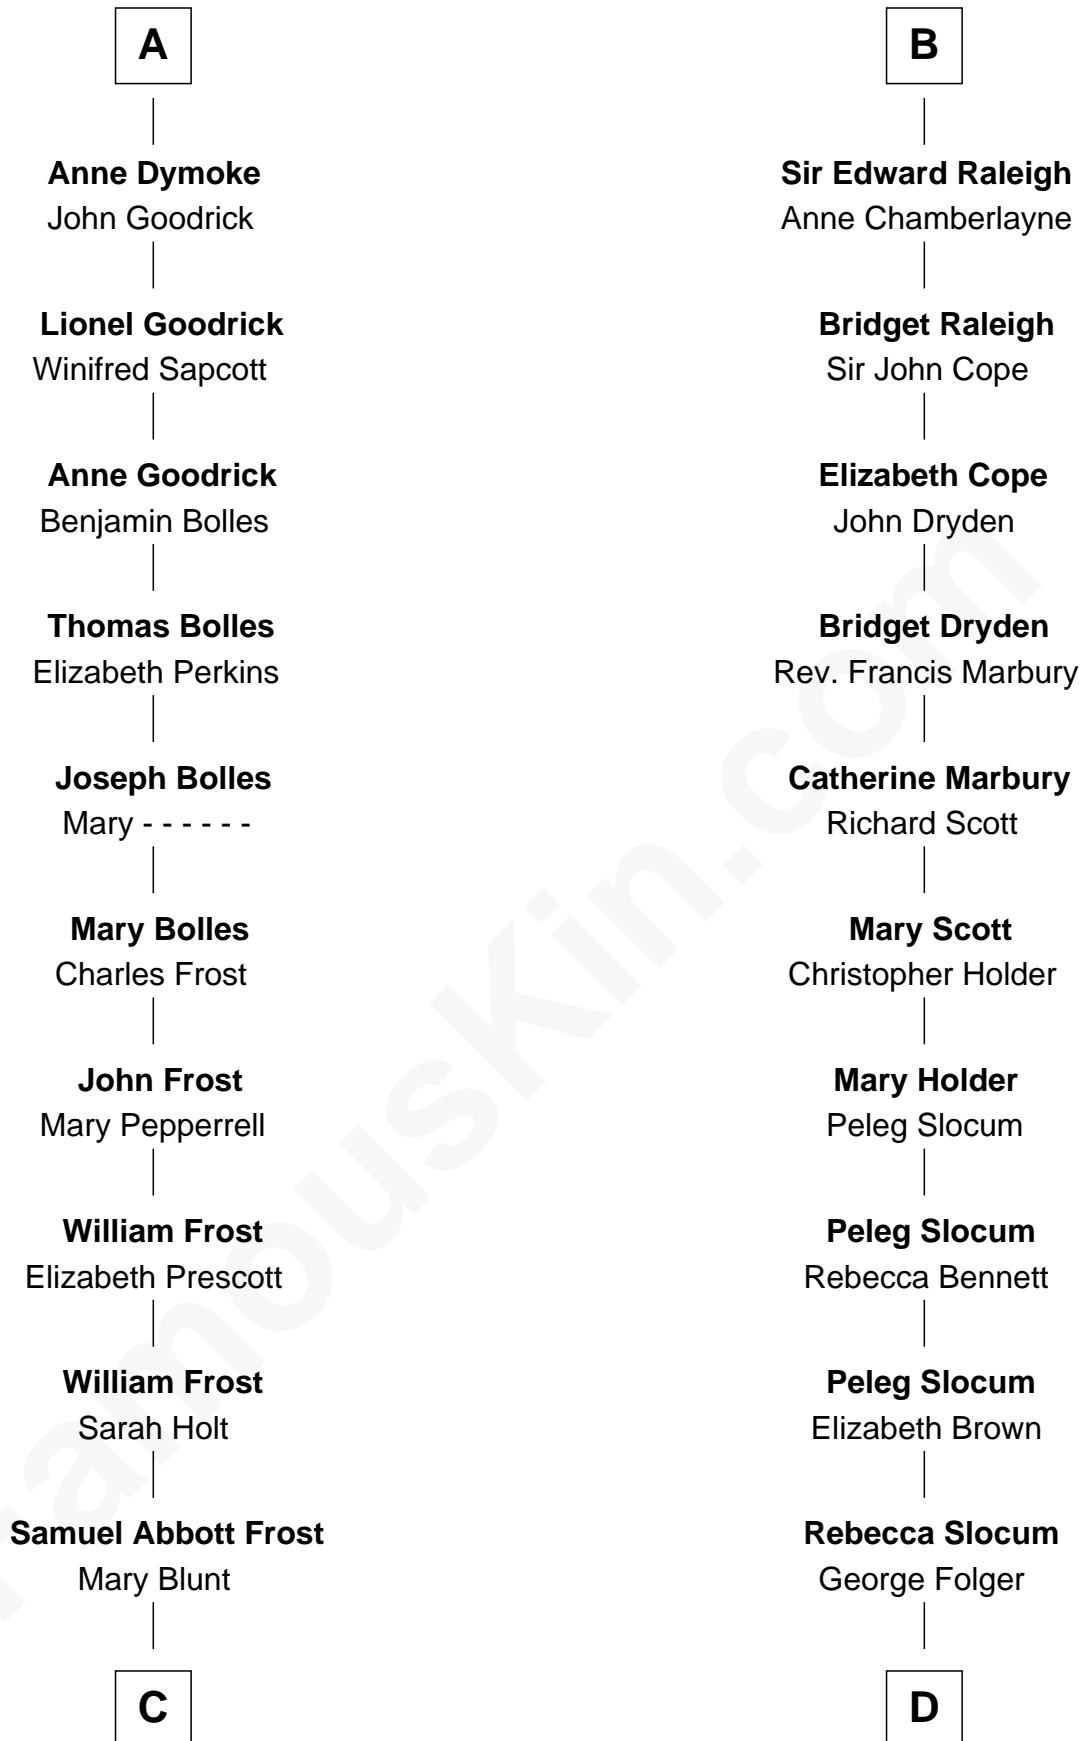 A
Anne Dymoke
John Goodrick
Lionel Goodrick
Winifred Sapcott
Anne Goodrick
Benjamin Bolles
Thomas Bolles
Elizabeth Perkins
Joseph Bolles
Mary - - - - - -
Mary Bolles
Charles Frost
John Frost
Mary Pepperrell
William Frost
Elizabeth Prescott
William Frost
Sarah Holt
Samuel Abbott Frost
Mary Blunt
C
B
Sir Edward Raleigh
Anne Chamberlayne
Bridget Raleigh
Sir John Cope
Elizabeth Cope
John Dryden
Bridget Dryden
Rev. Francis Marbury
Catherine Marbury
Richard Scott
Mary Scott
Christopher Holder
Mary Holder
Peleg Slocum
Peleg Slocum
Rebecca Bennett
Peleg Slocum
Elizabeth Brown
Rebecca Slocum
George Folger
D
FamousKin.com